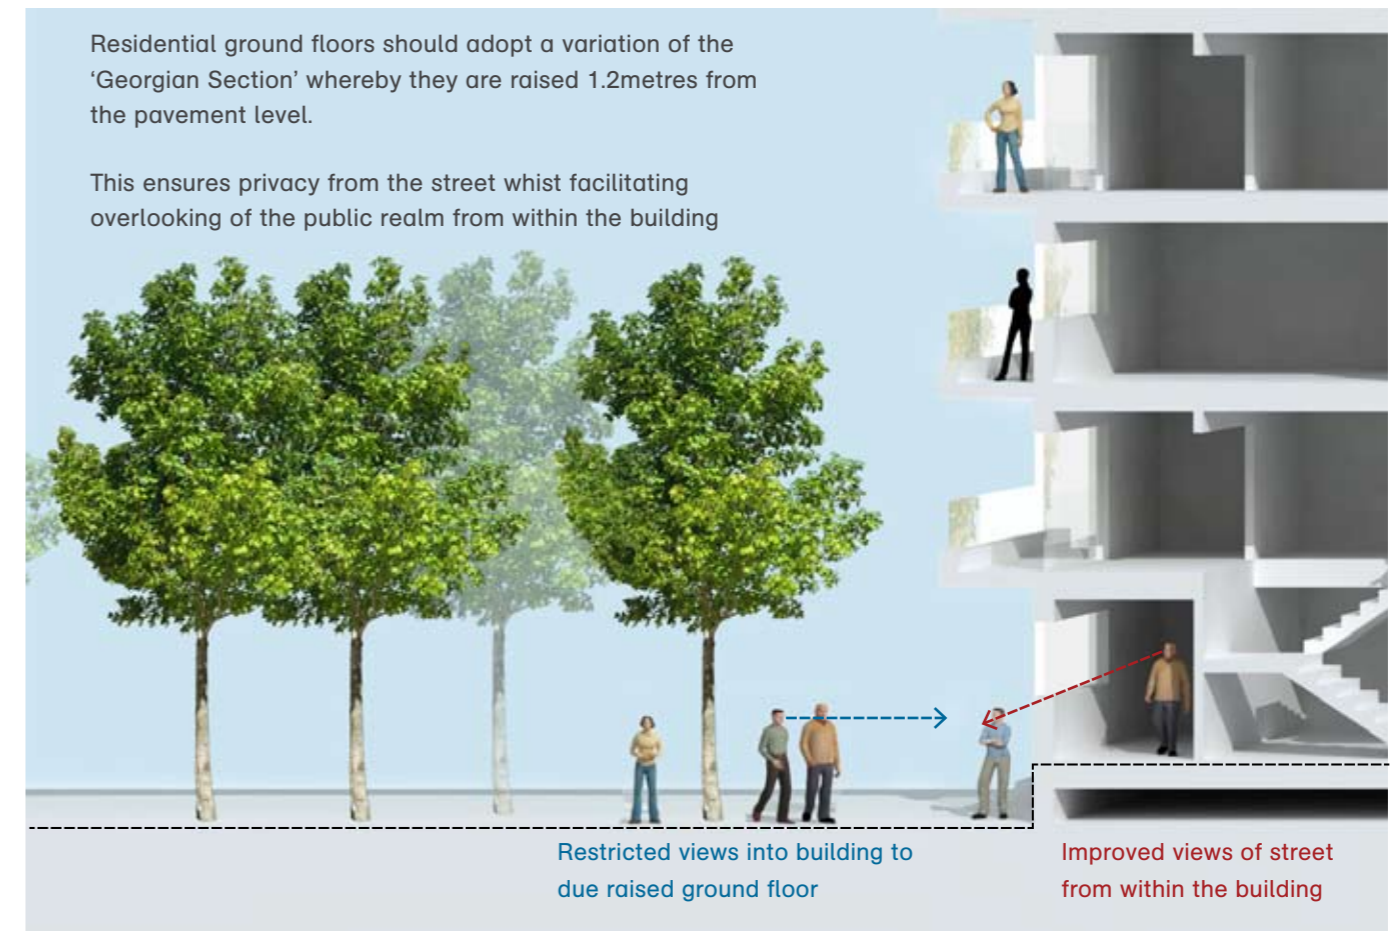 Residential ground floors should adopt a variation of the
‘Georgian Section’ whereby they are raised 1.2metres from
the pavement level.
This ensures privacy from the street whist facilitating
overlooking of the public realm from within the building
Restricted views into building to
due raised ground floor
Improved views of street
from within the building